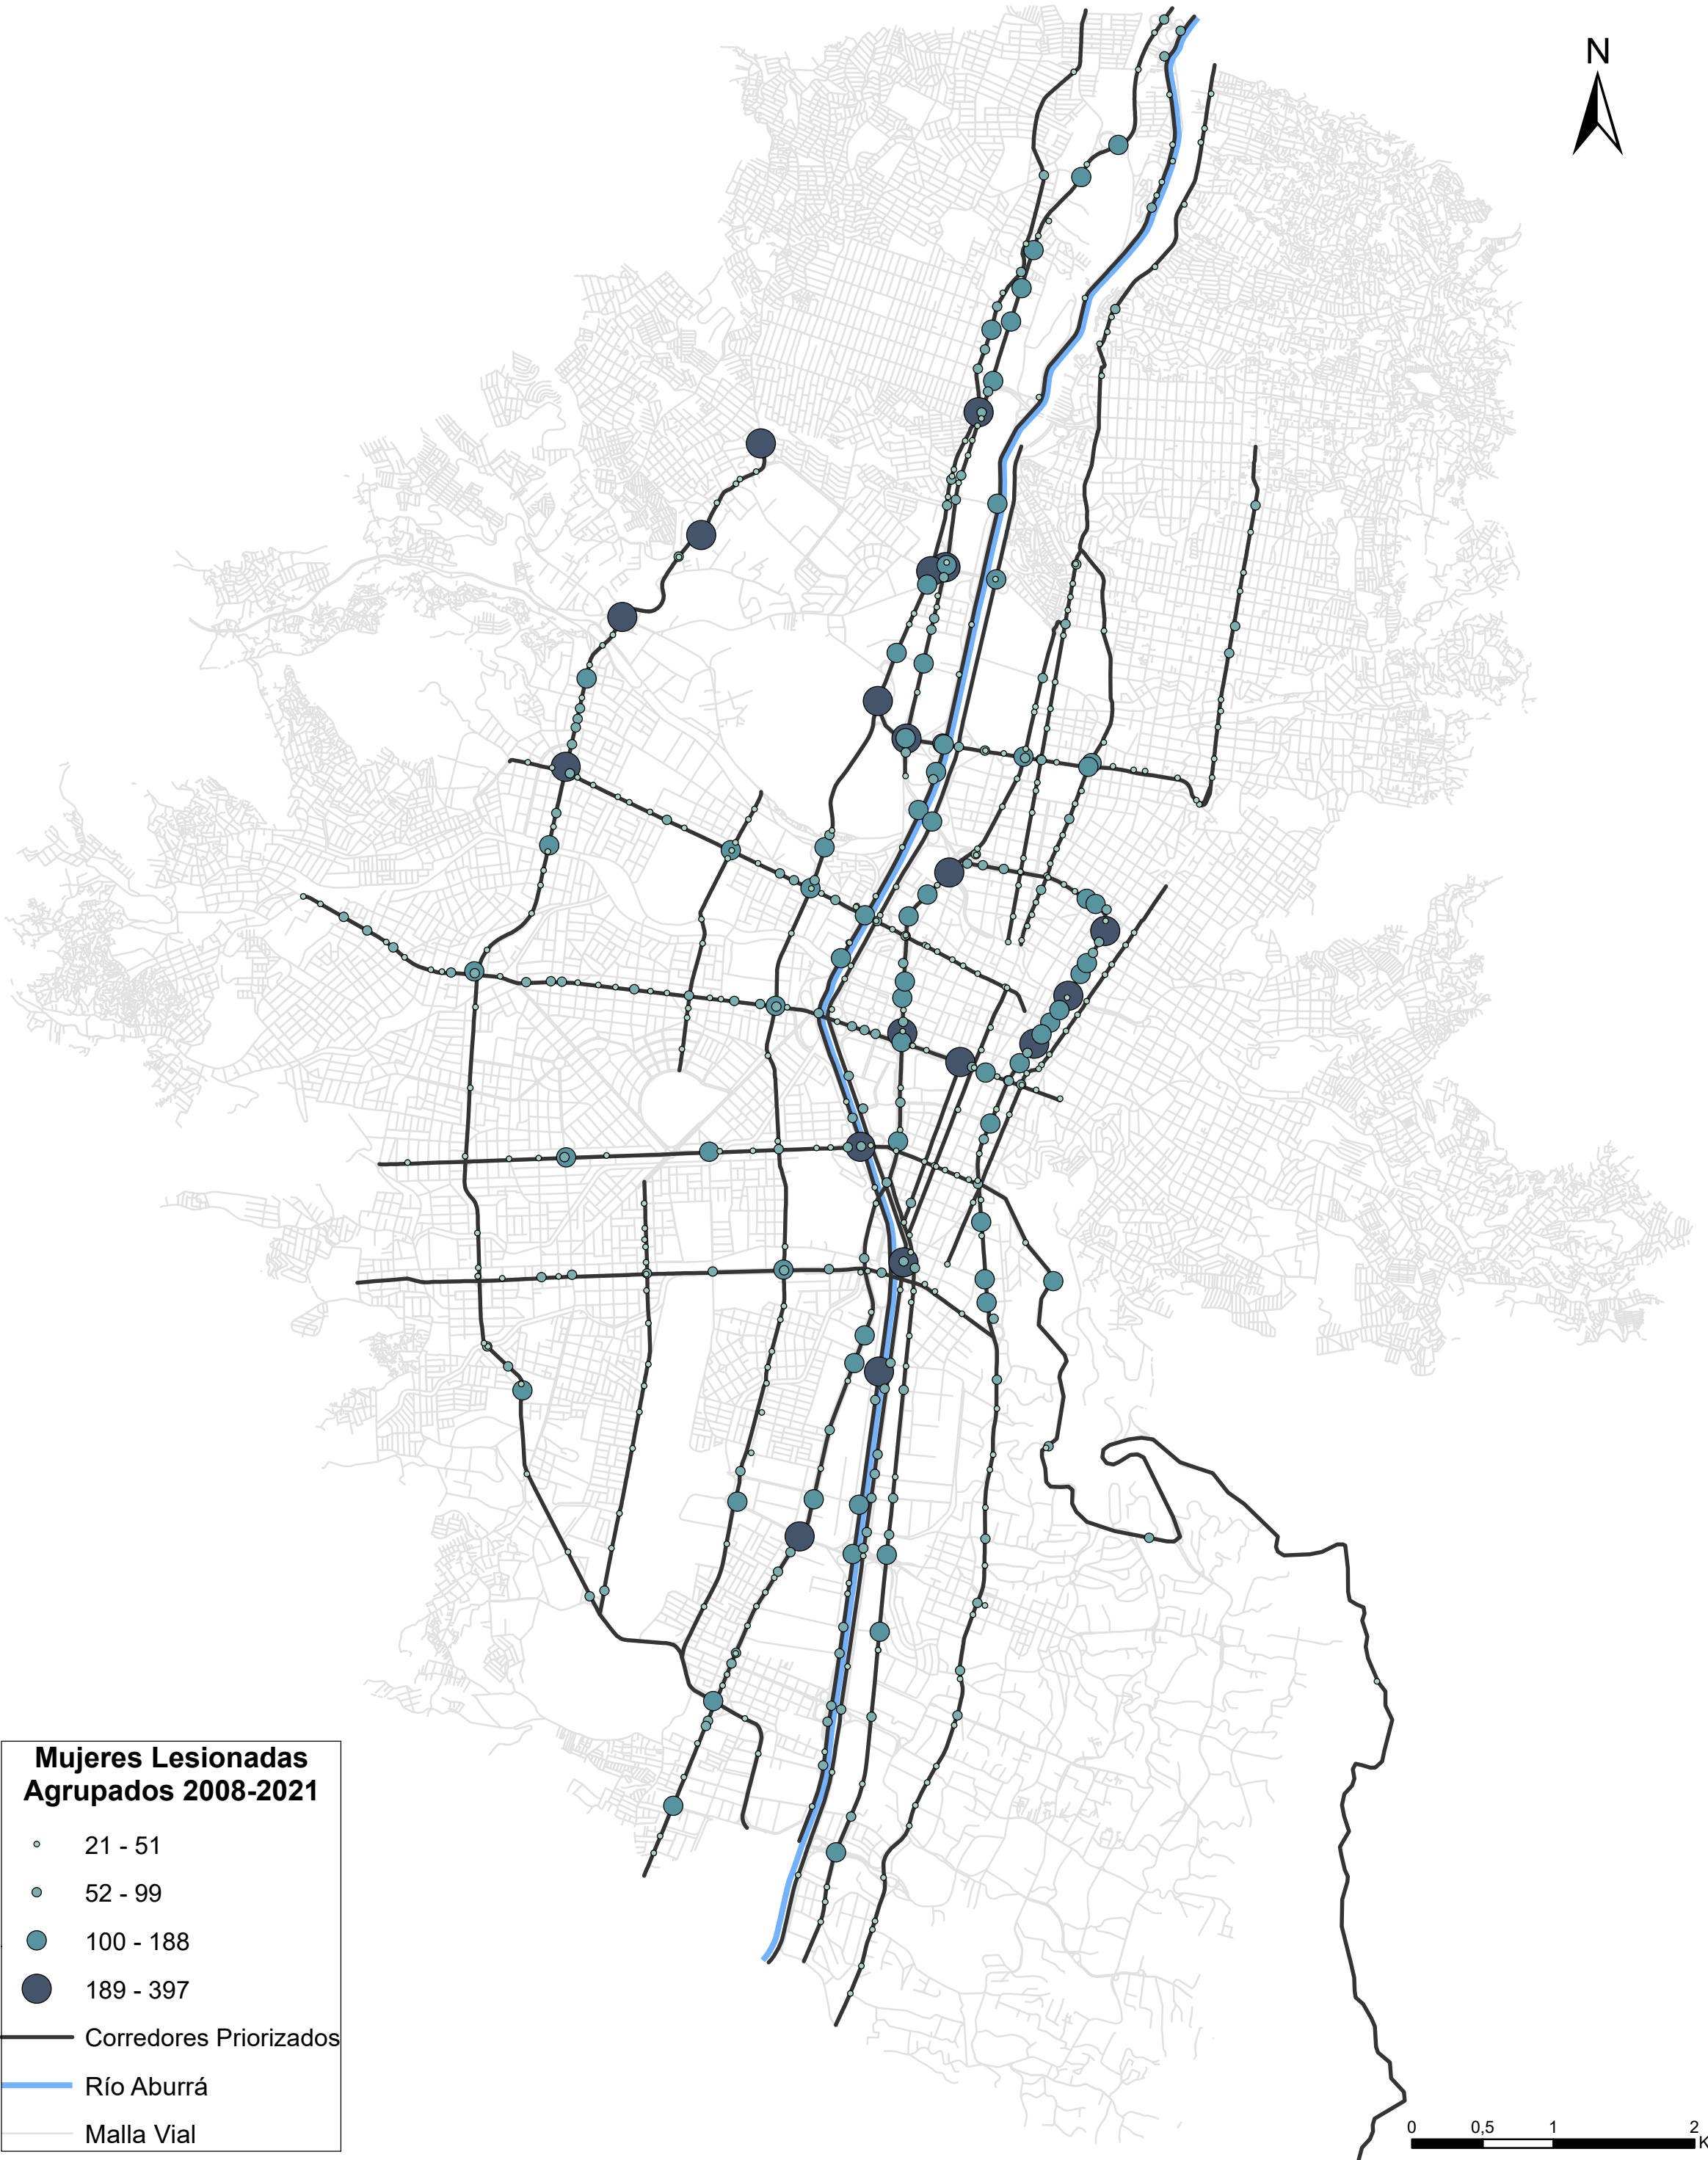 N
Mujeres Lesionadas
Agrupados 2008-2021
21 - 51
52 - 99
100 - 188
189 - 397
Corredores Priorizados
Río Aburrá
Malla Vial
0 0,5 1 2
K